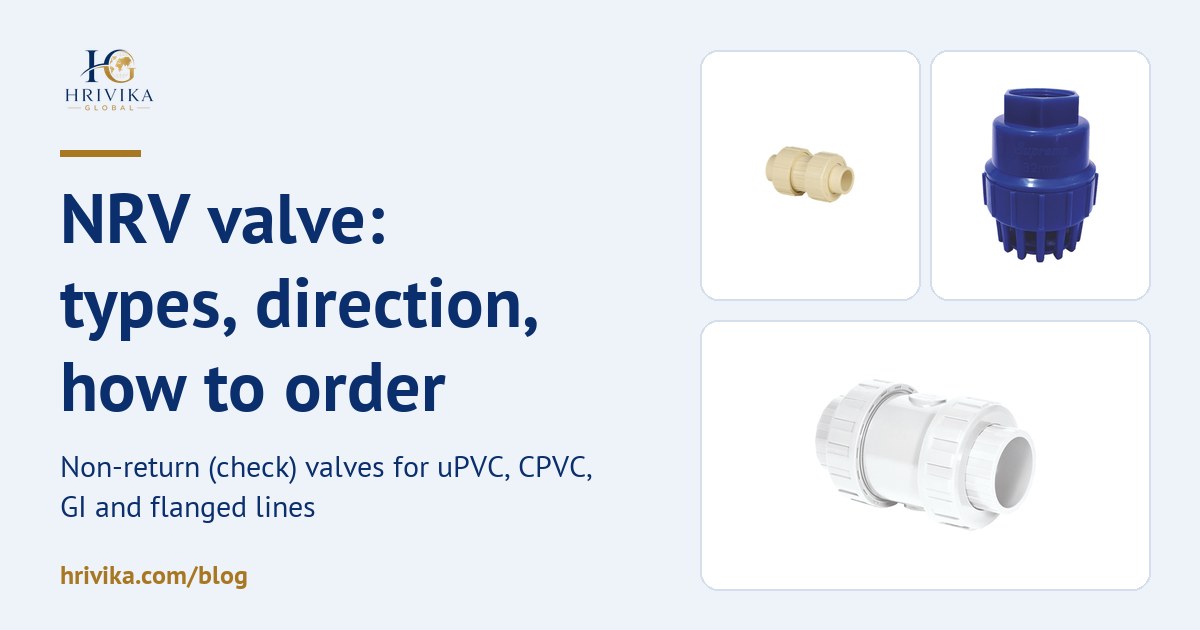 HRIVIKA
GLOBAL
NRV valve:
types, direction,
how to order
Non-return (check) valves for uPVC, CPVC,
GI and flanged lines
hrivika.com/blog